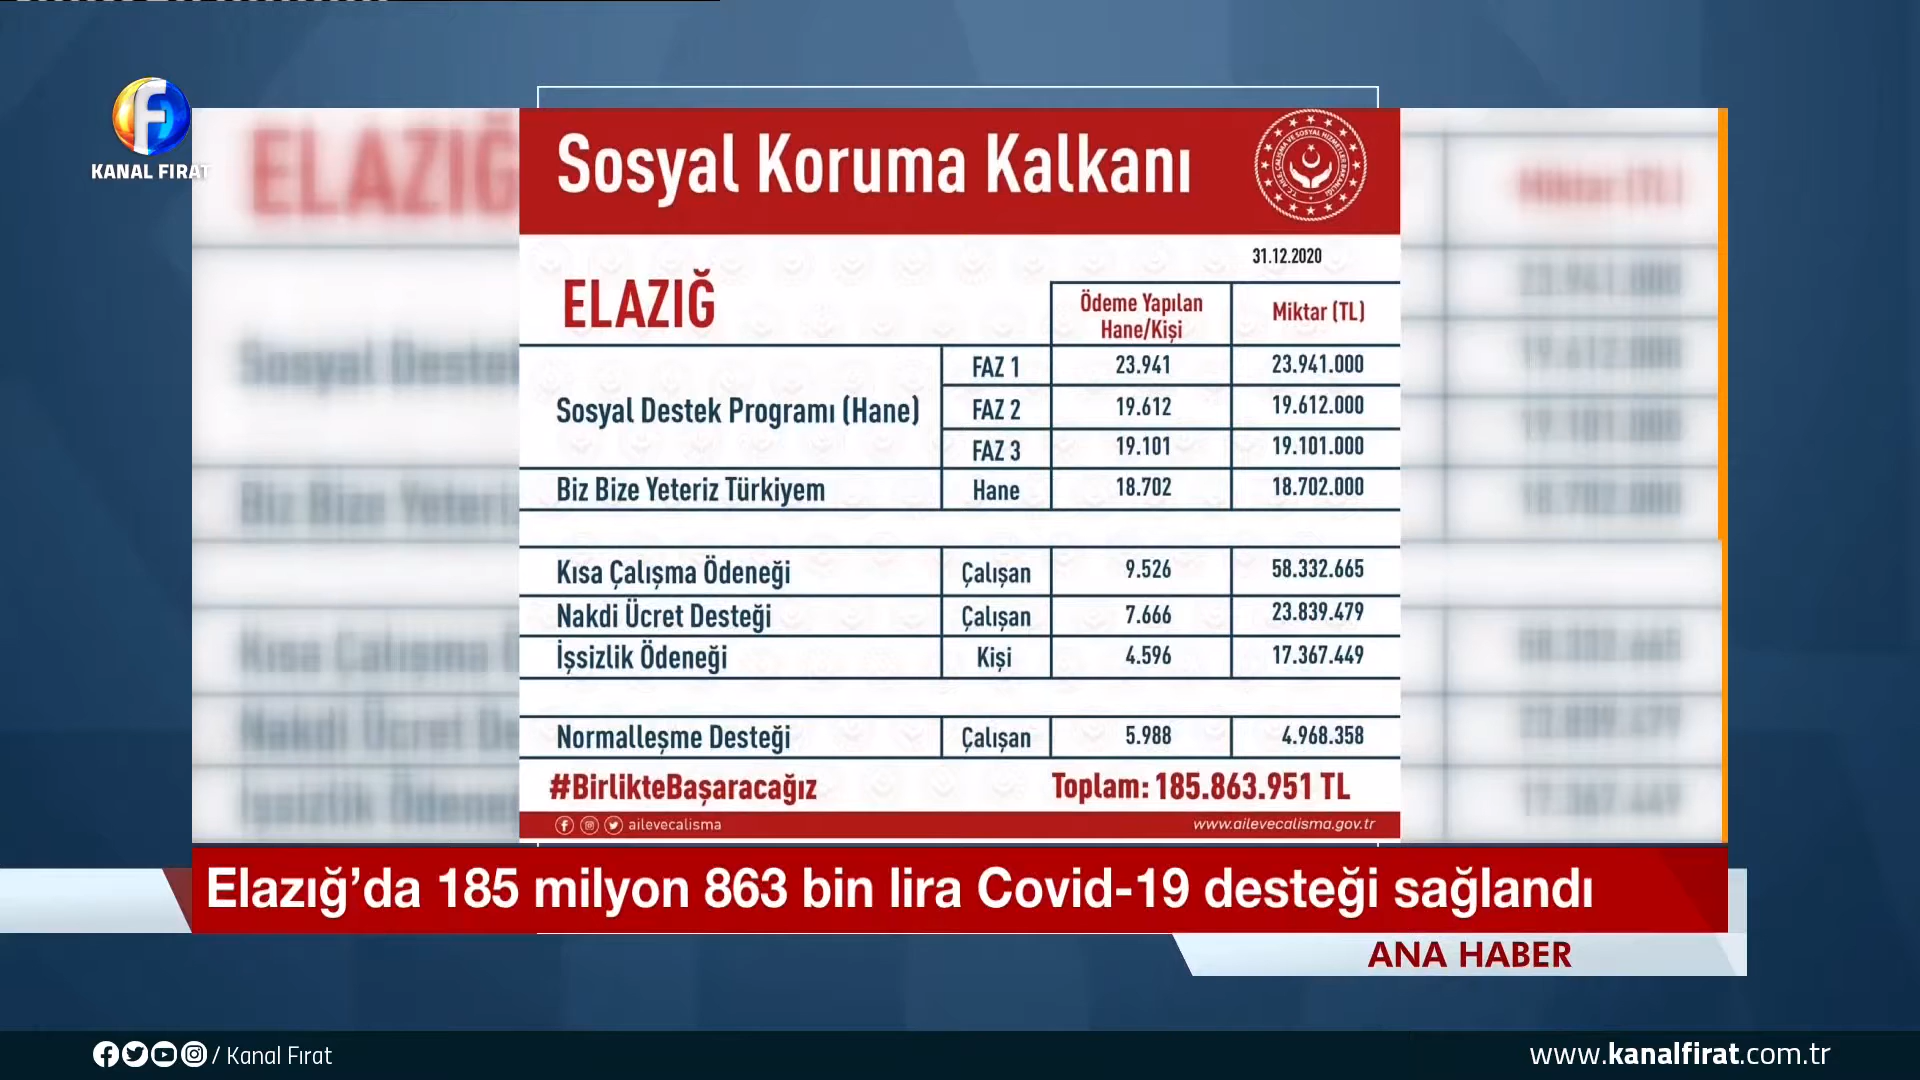 KANAL FIRAT
Sosyal Koruma Kalkanı
31.12.2020
ELAZIĞ
Ödeme Yapılan Hane/Kişi Miktar (TL)
Sosyal Destek Programı (Hane) FAZ 1 23.941 23.941.000
FAZ 2 19.612 19.612.000
FAZ 3 19.101 19.101.000
Biz Bize Yeteriz Türkiyem Hane 18.702 18.702.000
Kısa Çalışma Ödeneği Çalışan 9.526 58.332.665
Nakdi Ücret Desteği Çalışan 7.666 23.839.479
İşsizlik Ödeneği Kişi 4.596 17.367.449
Normalleşme Desteği Çalışan 5.988 4.968.358
#BirlikteBaşaracağız Toplam: 185.863.951 TL
ailevecalisma www.ailevecalisma.gov.tr
Elazığ’da 185 milyon 863 bin lira Covid-19 desteği sağlandı
ANA HABER
/ Kanal Fırat www.kanalfirat.com.tr